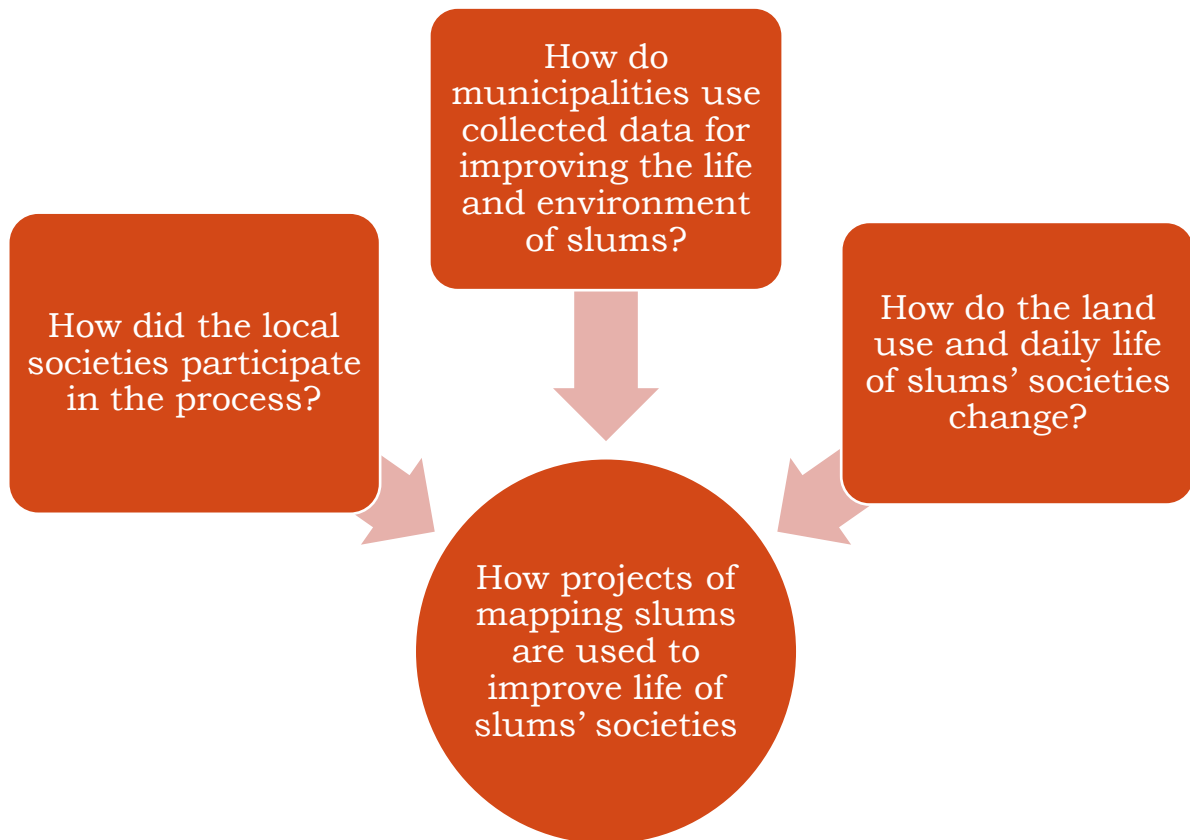 How do
municipalities use
collected data for
improving the life
and environment
of slums?
How did the local
societies participate
in the process?
How do the land
use and daily life
of slums’ societies
change?
How projects of
mapping slums
are used to
improve life of
slums’ societies